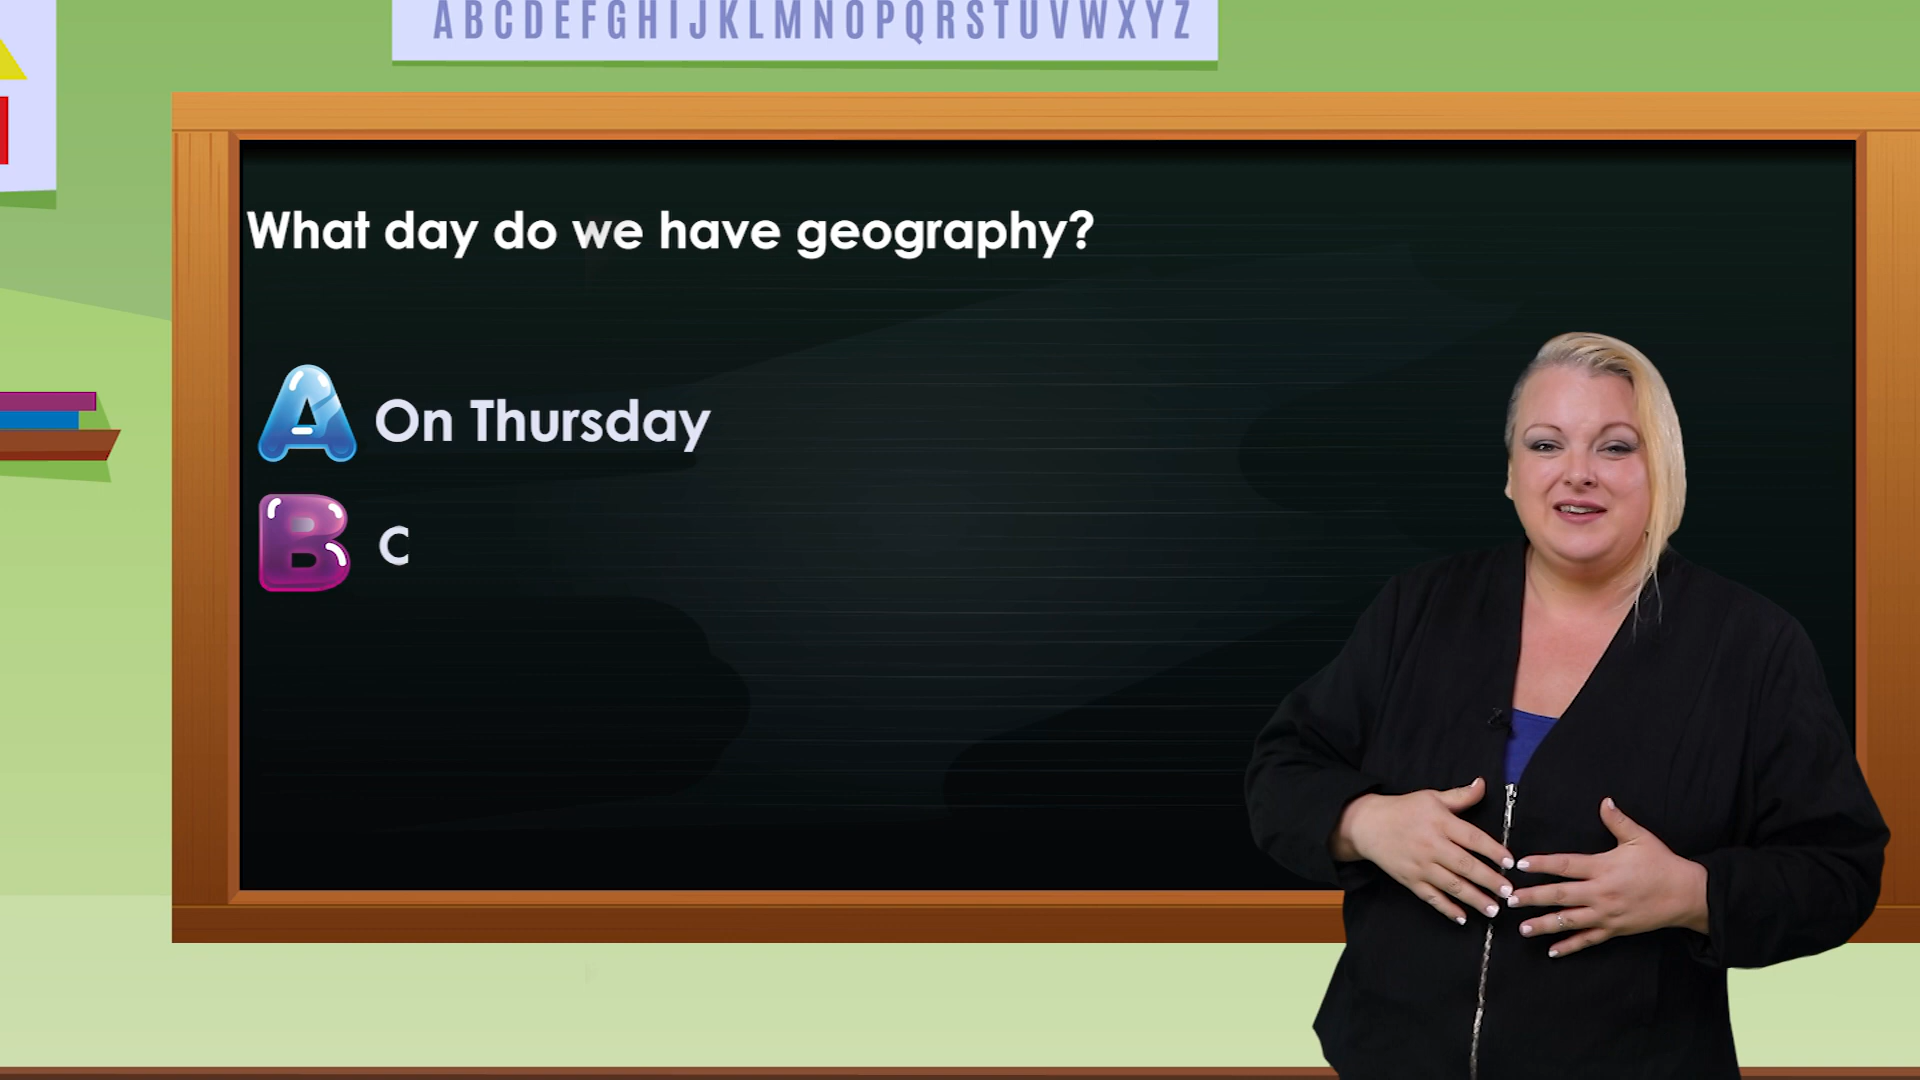 ABCDEFGHIJKLMNOPQRSTUVWXYZ
What day do we have geography?
A On Thursday
B C